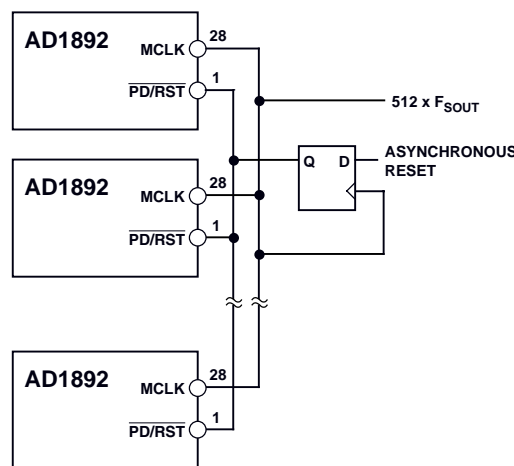 AD1892
MCLK
28
PD/RST
1
512 x FSOUT
Q D
ASYNCHRONOUS
RESET
AD1892
MCLK
28
PD/RST
1
AD1892
MCLK
28
PD/RST
1